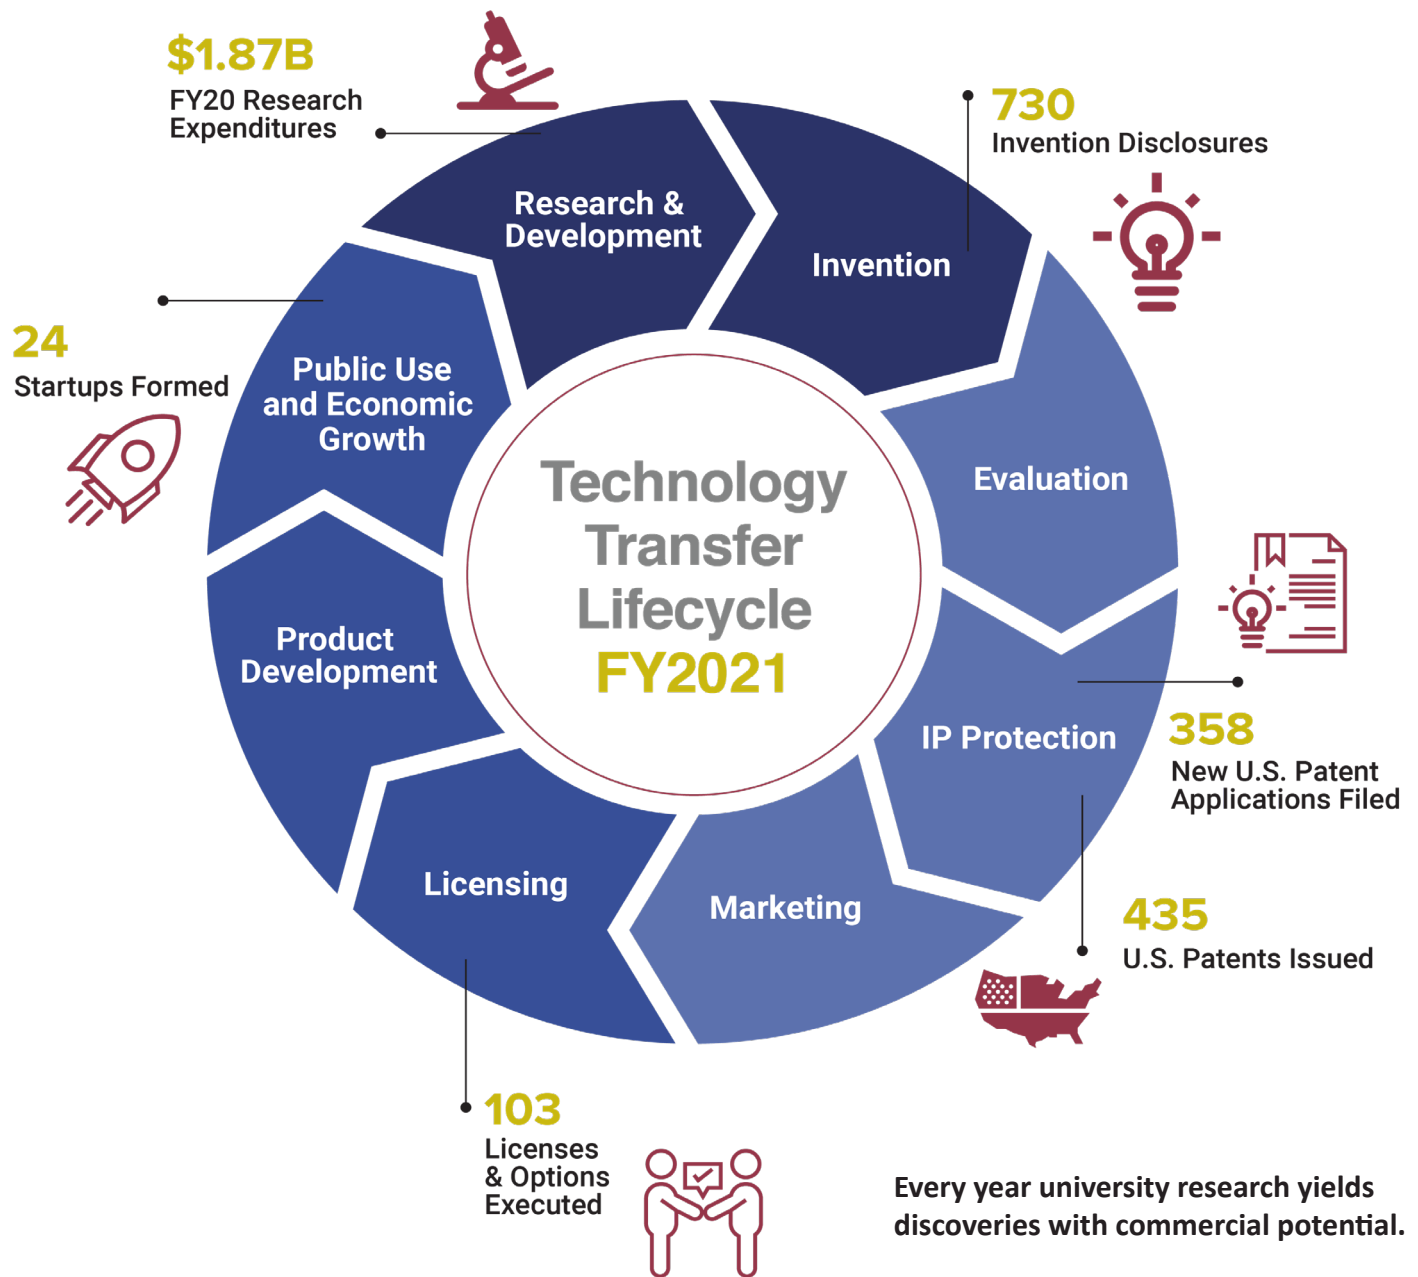 $1.87B
FY20 Research
Expenditures
730
Invention Disclosures
Research &
Development
Invention
24
Startups Formed
Public Use
and Economic
Growth
Evaluation
Technology
Transfer
Lifecycle
FY2021
Product
Development
IP Protection
358
New U.S. Patent
Applications Filed
Licensing
Marketing
435
U.S. Patents Issued
103
Licenses
& Options
Executed
Every year university research yields
discoveries with commercial potential.